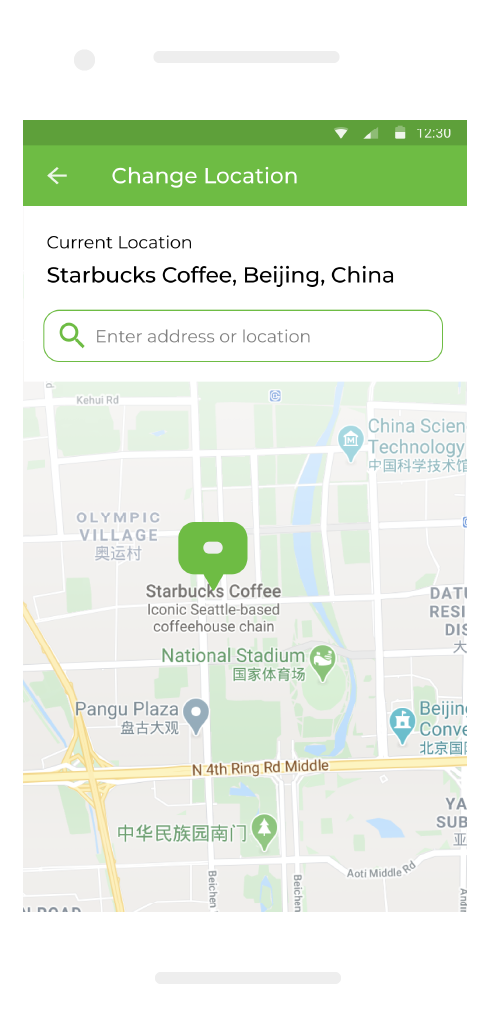 12:30
Change Location
Current Location
Starbucks Coffee, Beijing, China
Enter address or location
Kehui Rd
China Scien
Technology
中国科学技术馆
OLYMPIC
VILLAGE
奥运村
Starbucks Coffee
Iconic Seattle-based
coffeehouse chain
DATU
RESI
DIS
大
National Stadium
国家体育场
Pangu Plaza
盘古大观
Beijing
Conve
北京国
N 4th Ring Rd Middle
YA
SUB
亚
中华民族园南门
Aoti Middle Rd
Beichen
Beichen